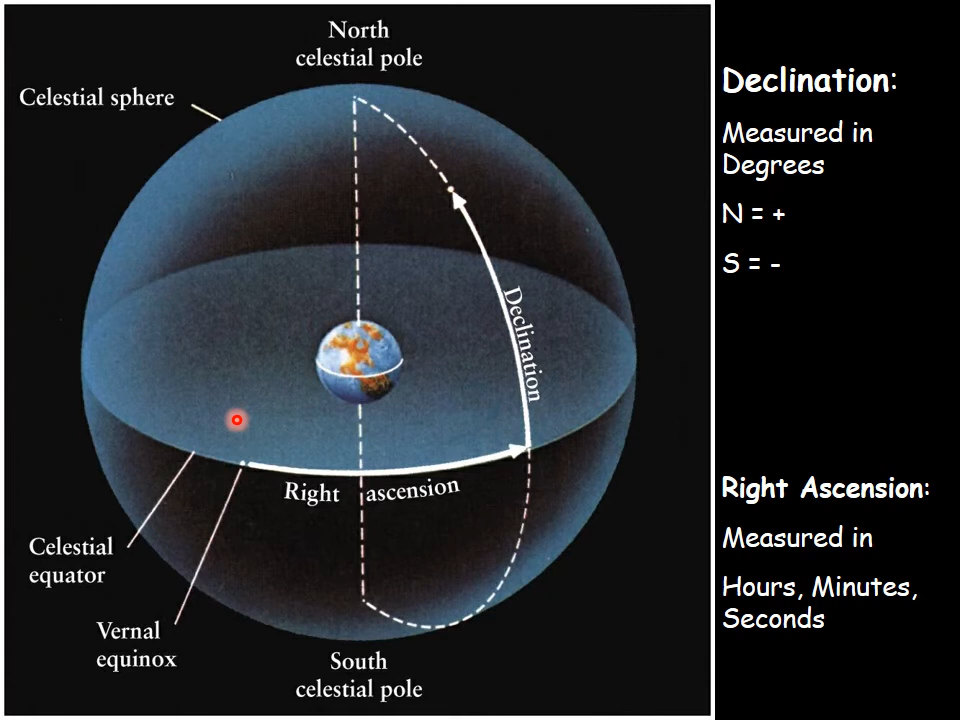 North
celestial pole
Celestial sphere
Declination
Right ascension
Celestial
equator
Vernal
equinox
South
celestial pole
Declination:
Measured in
Degrees
N = +
S = -
Right Ascension:
Measured in
Hours, Minutes,
Seconds